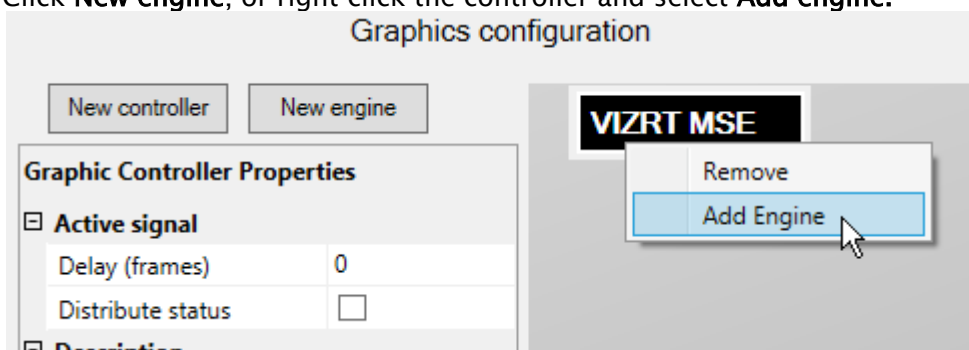 Click New engine, or right click the controller and select Add engine.
Graphics configuration
New controller New engine
VIZRT MSE
Remove
Add Engine
Graphic Controller Properties
Active signal
Delay (frames) 0
Distribute status
Description